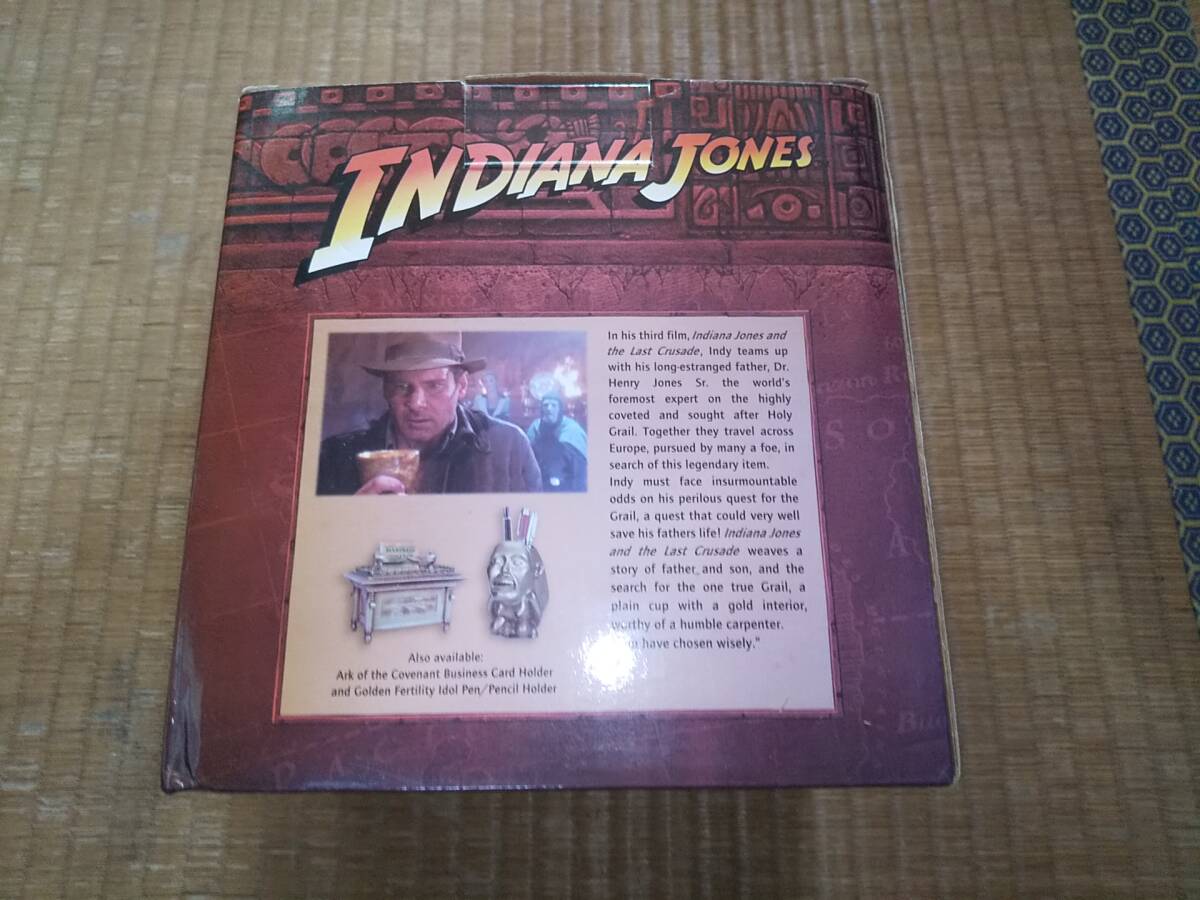 INDIANA JONES
In his third film, Indiana Jones and
the Last Crusade, Indy teams up
with his long-estranged father, Dr.
Henry Jones Sr. the world's
foremost expert on the highly
coveted and sought after Holy
Grail. Together they travel across
Europe, pursued by many a foe, in
search of this legendary item.
Indy must face insurmountable
odds on his perilous quest for the
Grail, a quest that could very well
save his fathers life! Indiana Jones
and the Last Crusade weaves a
story of father and son, and the
search for the one true Grail, a
plain cup with a gold interior,
worthy of a humble carpenter.
have chosen wisely."
Also available:
Ark of the Covenant Business Card Holder
and Golden Fertility Idol Pen/Pencil Holder